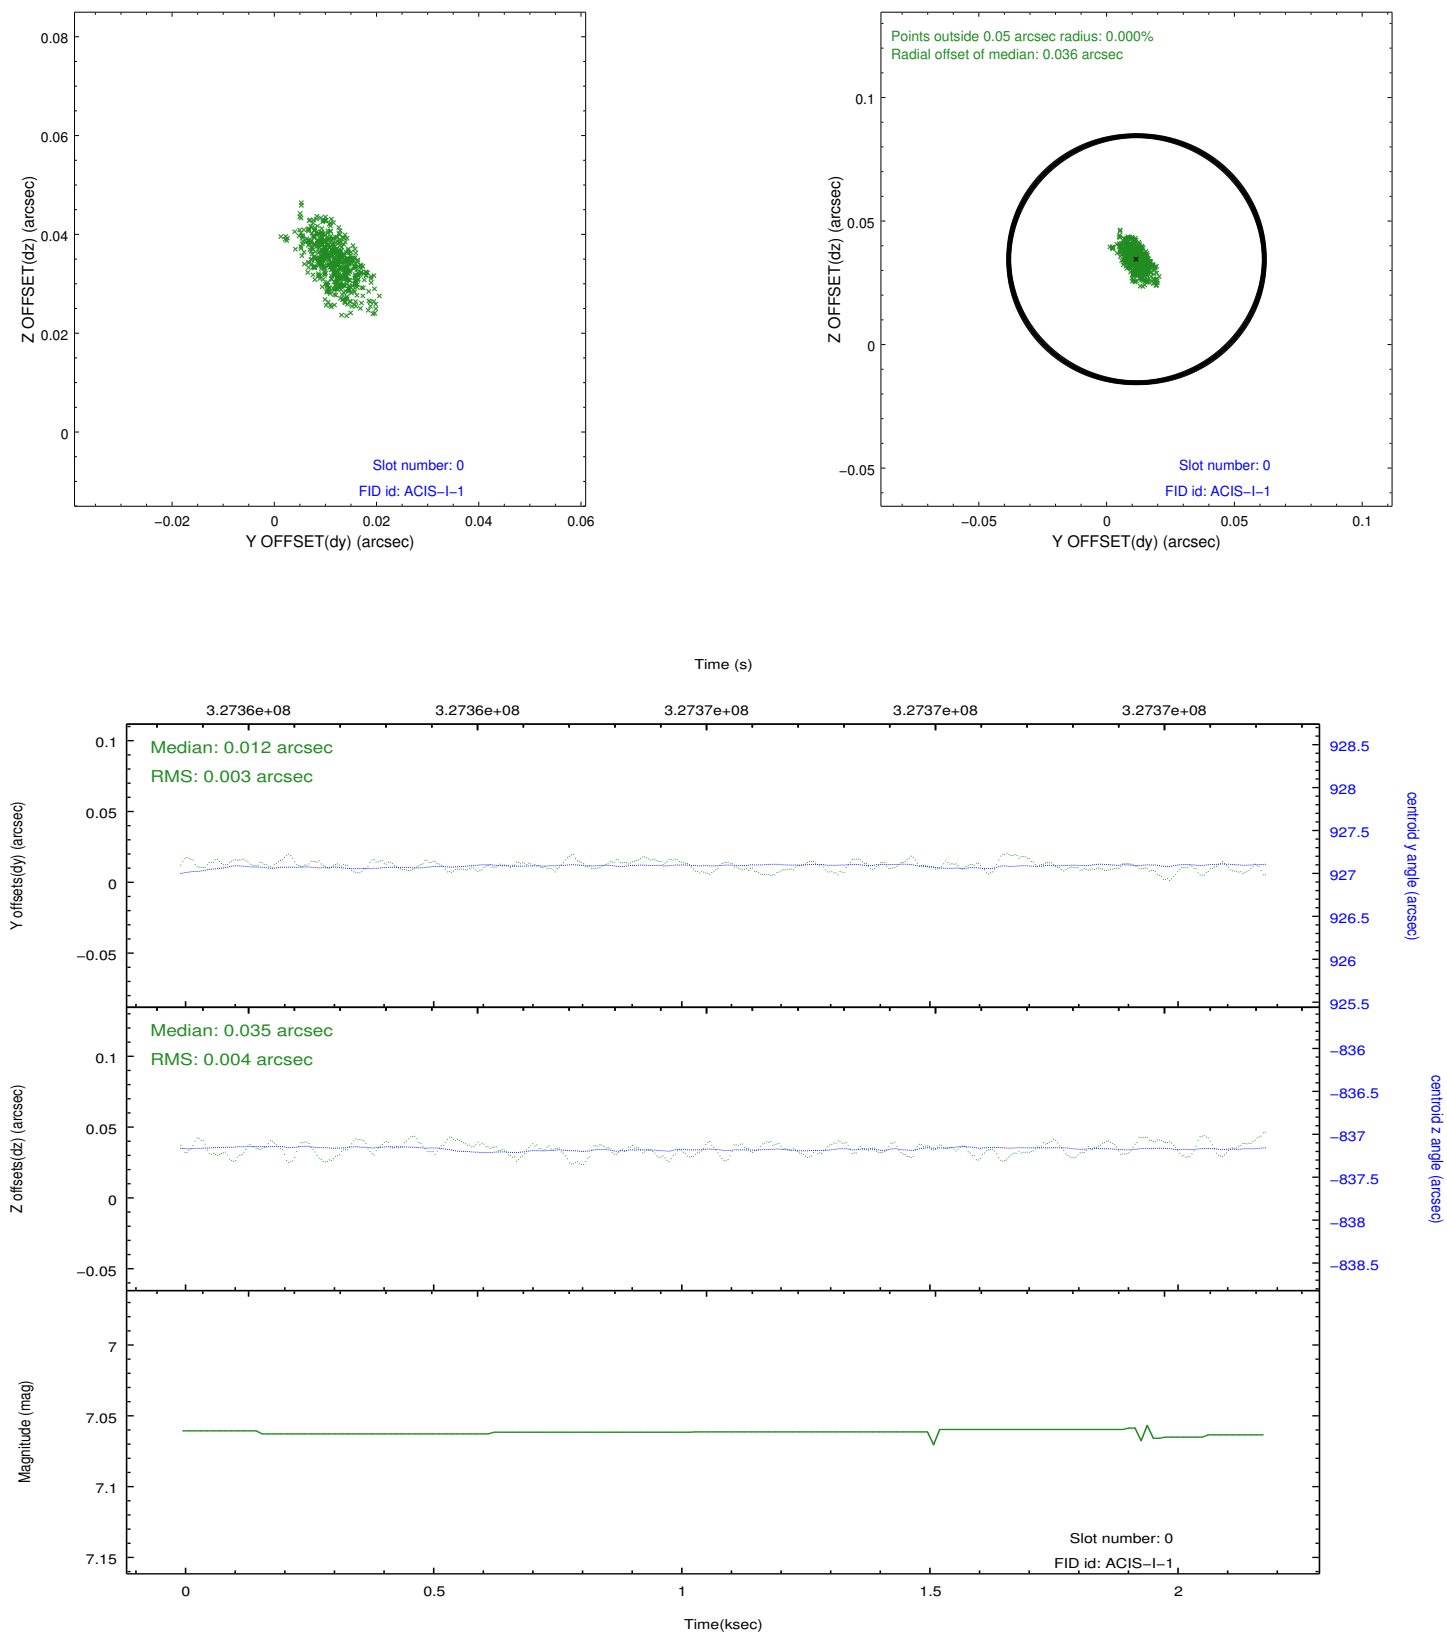 0.08
0.06
0.04
0.02
0
−0.02
0
0.02
0.04
0.06
Z OFFSET(dz) (arcsec)
Y OFFSET(dy) (arcsec)
Slot number: 0
FID id: ACIS−I−1
Points outside 0.05 arcsec radius: 0.000%
Radial offset of median: 0.036 arcsec
0.1
0.05
0
−0.05
−0.05
0
0.05
0.1
Z OFFSET(dz) (arcsec)
Y OFFSET(dy) (arcsec)
Slot number: 0
FID id: ACIS−I−1
Time (s)
3.2736e+08
3.2736e+08
3.2737e+08
3.2737e+08
3.2737e+08
Median: 0.012 arcsec
RMS: 0.003 arcsec
0.1
0.05
0
−0.05
Y offsets(dy) (arcsec)
928.5
928
927.5
927
926.5
926
925.5
centroid y angle (arcsec)
Median: 0.035 arcsec
RMS: 0.004 arcsec
0.1
0.05
0
−0.05
Z offsets(dz) (arcsec)
−836
−836.5
−837
−837.5
−838
−838.5
centroid z angle (arcsec)
7
7.05
7.1
7.15
Magnitude (mag)
Slot number: 0
FID id: ACIS−I−1
0
0.5
1
1.5
2
Time(ksec)